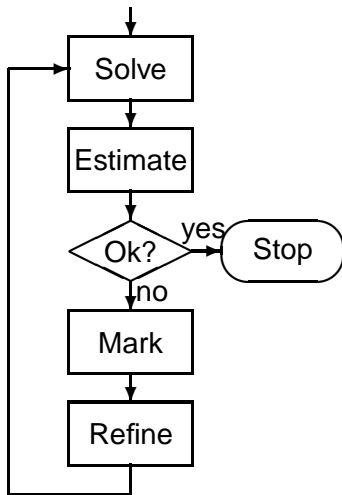 Solve
Estimate
yes
Ok?
Stop
no
Mark
Refine